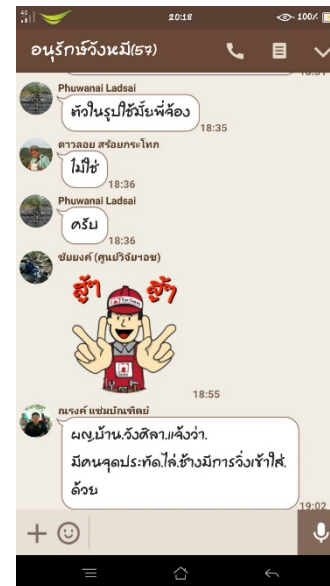 20:18
100%
อนุรักษ์วังหมี(57)
Phuwanai Ladsai
ตัวในรูปใช้มั้ยพี่จ้อง
18:35
ดาวลอย สร้อยกระโทก
ไม่ใช่
18:36
Phuwanai Ladsai
ครับ
18:36
ชัยยงค์ (ศูนย์วิจัยฯอช)
สู้ๆ สู้ๆ
18:55
ณรงค์ แซ่มบัณฑิตย์
ผญ.บ้าน.วังศิลา.แจ้งว่า.
มีคนจุดประทัด.ไล่.ช้างมีการวิ่งเข้าใส่.
ด้วย
19:02